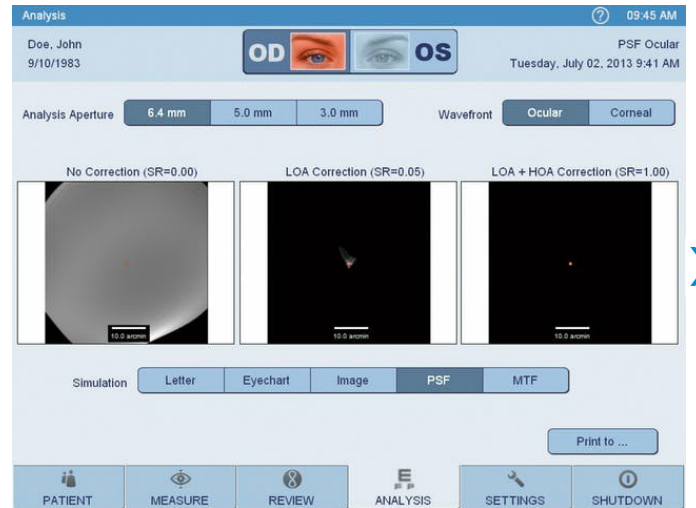 Analysis ? 09:45 AM
Doe, John OD OS PSF Ocular
9/10/1983 Tuesday, July 02, 2013 9:41 AM
Analysis Aperture 6.4 mm 5.0 mm 3.0 mm Wavefront Ocular Corneal
No Correction (SR=0.00) LOA Correction (SR=0.05) LOA + HOA Correction (SR=1.00)
10.0 arcmin 10.0 arcmin 10.0 arcmin
Simulation Letter Eyechart Image PSF MTF
Print to ...
8 E
F P
PATIENT MEASURE REVIEW ANALYSIS SETTINGS SHUTDOWN